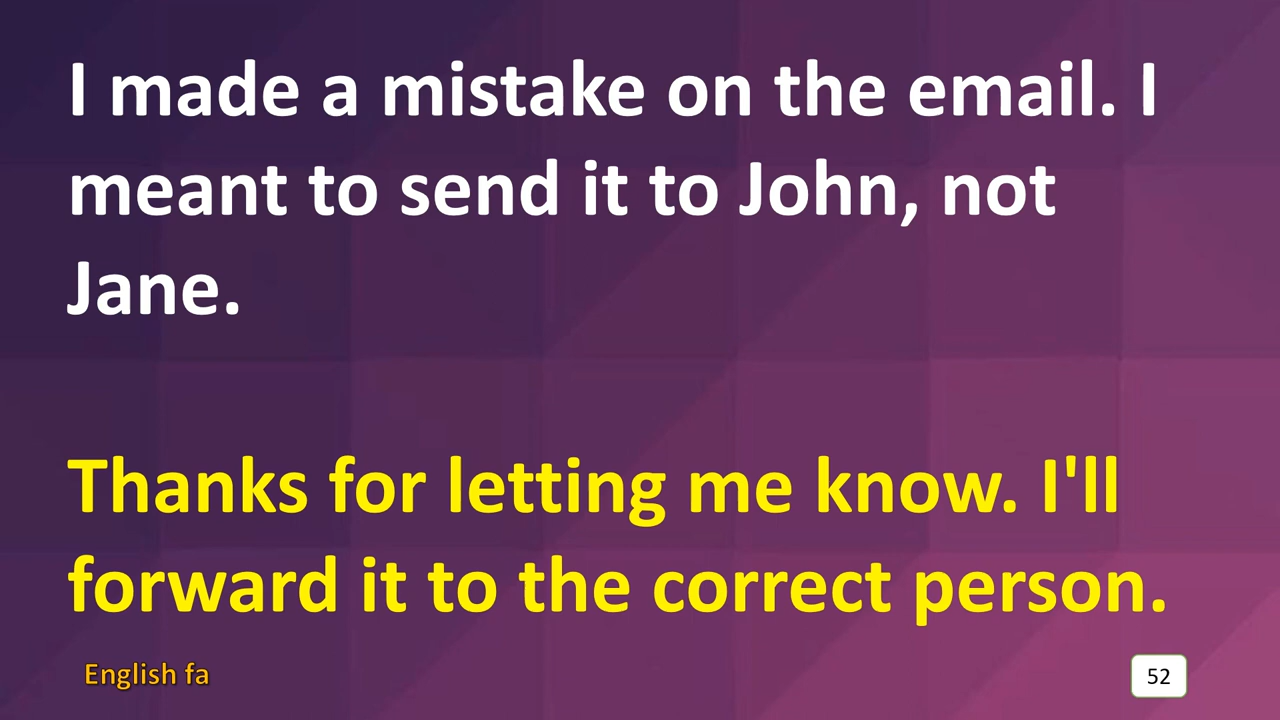 I made a mistake on the email. I
meant to send it to John, not
Jane.
Thanks for letting me know. I'll
forward it to the correct person.
English fa
52